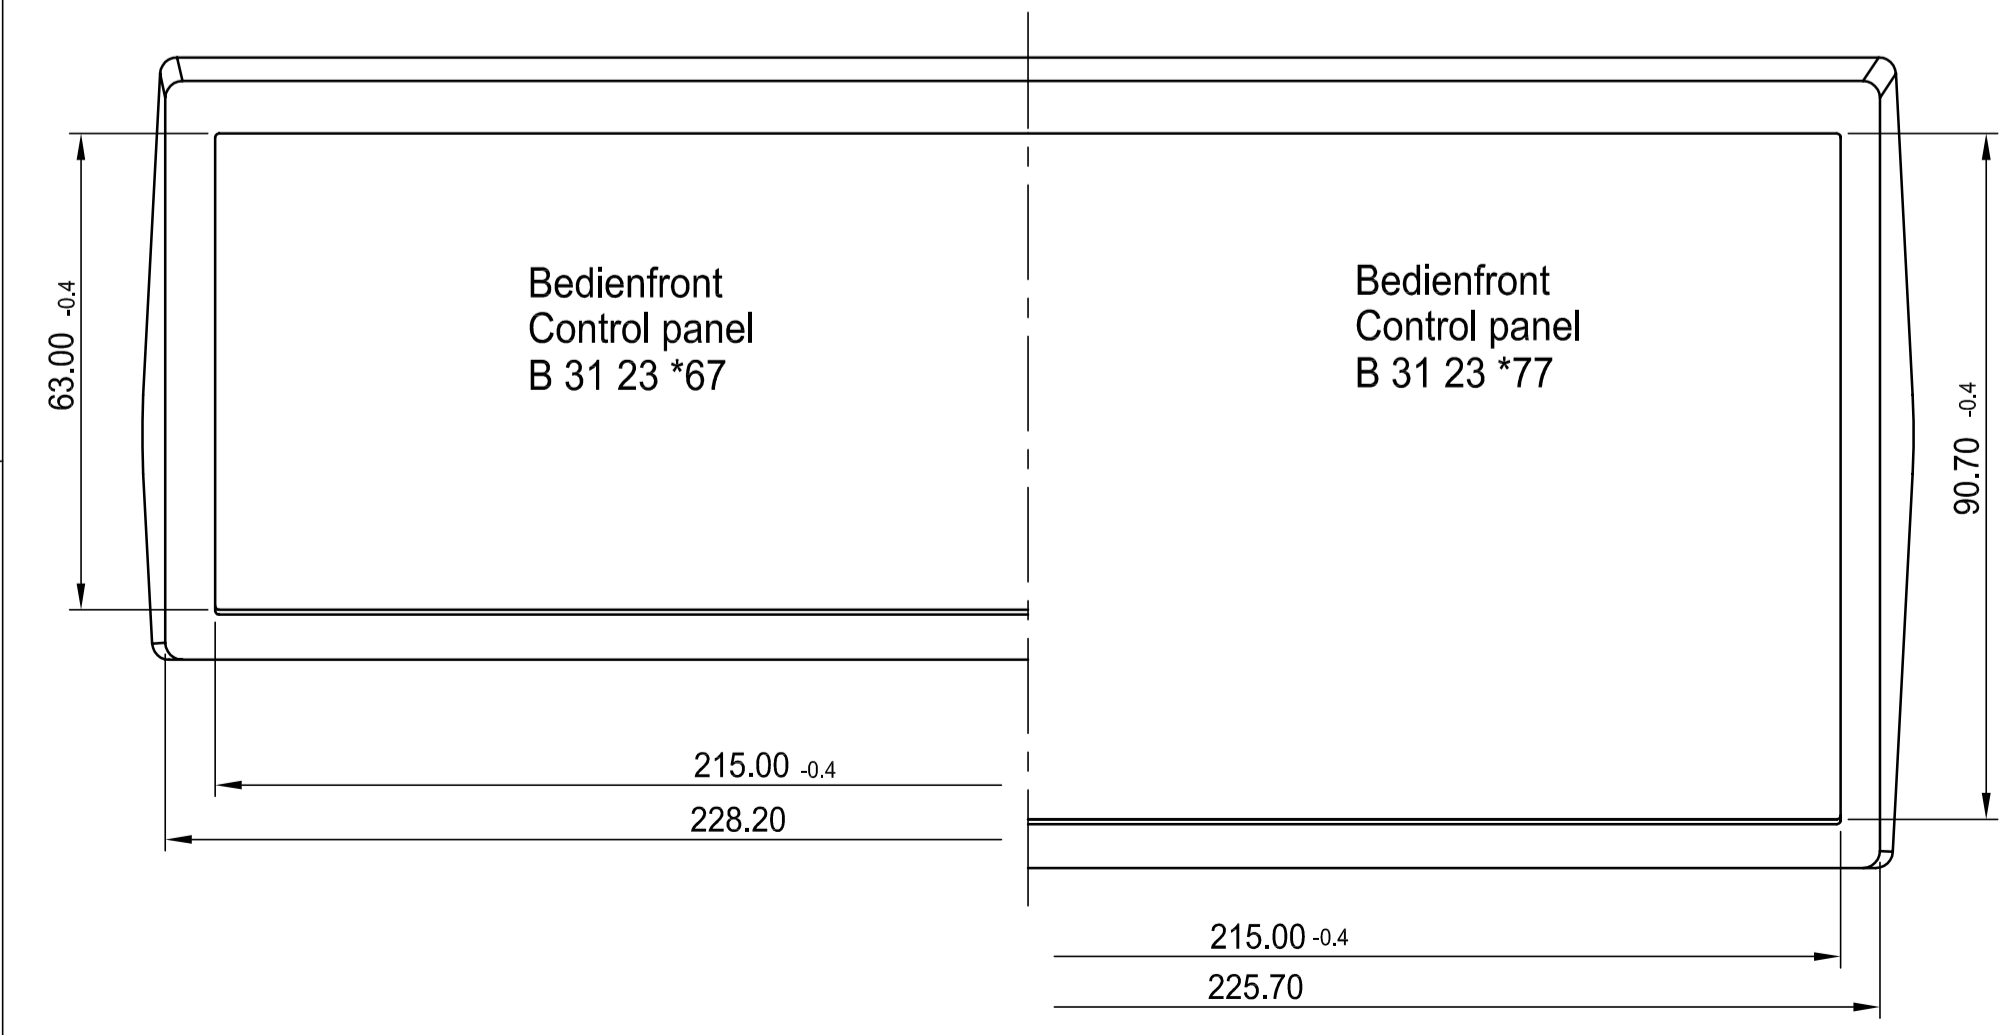 Bedienfront
Control panel
B 31 23 *67
Bedienfront
Control panel
B 31 23 *77
63.00 -0.4
90.70 -0.4
215.00 -0.4
228.20
215.00 -0.4
225.70